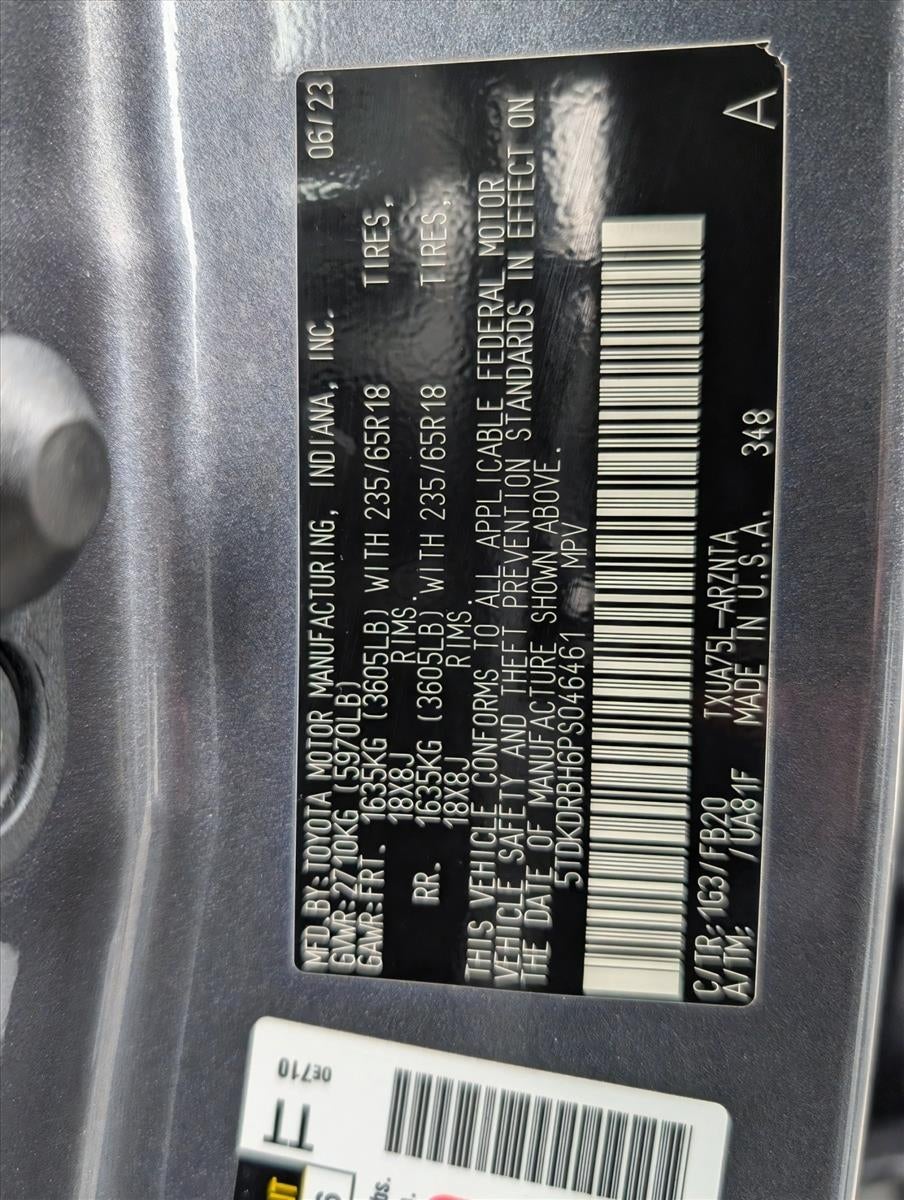 MFD.BY:TOYOTA MOTOR MANUFACTURING, INDIANA, INC. 06/23
GVWR:2710KG (5970LB)
GAWR:FRT. 1635KG (3605LB) WITH 235/65R18 TIRES,
18X8J RIMS.
RR. 1635KG (3605LB) WITH 235/65R18 TIRES,
18X8J RIMS.
THIS VEHICLE CONFORMS TO ALL APPLICABLE FEDERAL MOTOR
VEHICLE SAFETY AND THEFT PREVENTION STANDARDS IN EFFECT ON
THE DATE OF MANUFACTURE SHOWN ABOVE.
5TDKDRBH6PS046461 MPV
C/TR:1G3/FB20 TXUA75L-ARZNTA
A/TM: /UA81F MADE IN U.S.A. 348
A
0E710